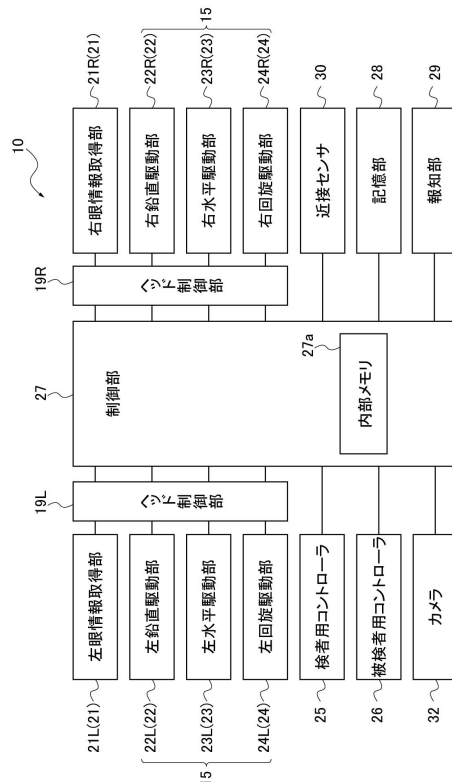 10
15
21R(21)
22R(22)
23R(23)
24R(24)
30
28
29
右眼情報取得部
右鉛直駆動部
右水平駆動部
右回旋駆動部
近接センサ
記憶部
報知部
19R
ヘッド制御部
27
制御部
27a
内部メモリ
19L
ヘッド制御部
左眼情報取得部
左鉛直駆動部
左水平駆動部
左回旋駆動部
検者用コントローラ
被検者用コントローラ
カメラ
21L(21)
22L(22)
23L(23)
24L(24)
25
26
32
15